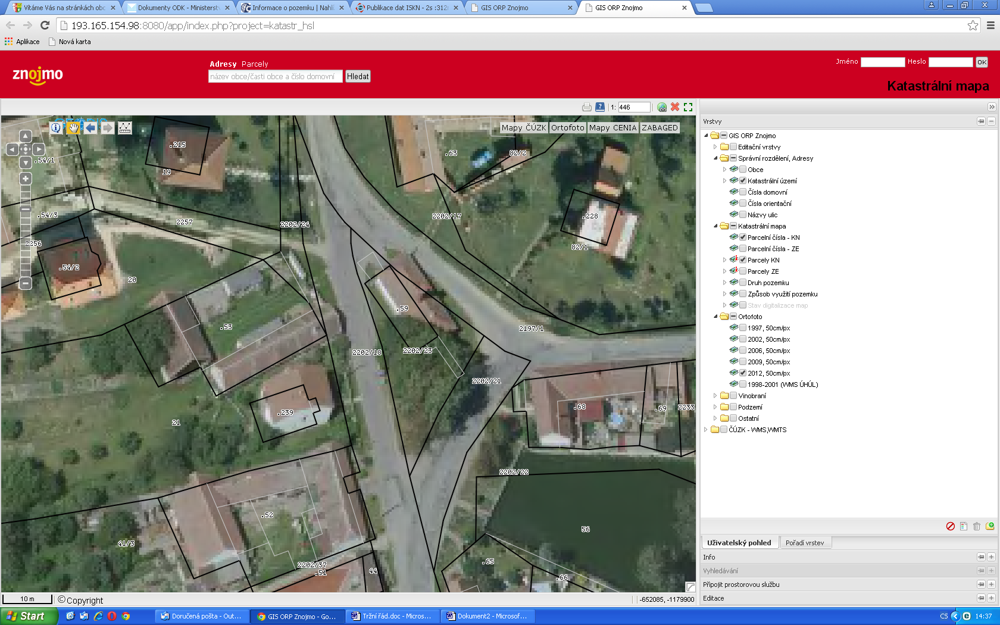 Vítáme Vás na stránkách obc
Dokumenty ODK - Ministerstv
Informace o pozemku | Nahlí
Publikace dat ISKN - 2s :312m
GIS ORP Znojmo
GIS ORP Znojmo
193.165.154.98:8080/app/index.php?project=katastr_hsl
Aplikace
Nová karta
znojmo
Adresy Parcely
název obce/časti obce a číslo domovní
Hledat
Jméno
Heslo
OK
Katastrální mapa
1: 446
Mapy ČÚZK
Ortofoto
Mapy CENIA
ZABAGED
.215
19
.54/1
.63
82/2
.54/3
2257
2202/24
2202/17
.228
2256
82/1
.54/2
20
.59
.53
2197/1
2202/18
2202/23
2202/21
.239
21
.68
.69
2233
2202/22
.52
56
41/3
2202/37
.51
44
.65
.66
10 m
© Copyright
-652085, -1179900
Vrstvy
GIS ORP Znojmo
Editační vrstvy
Správní rozdělení, Adresy
Obce
Katastrální území
Čísla domovní
Čísla orientační
Názvy ulic
Katastrální mapa
Parcelní čísla - KN
Parcelní čísla - ZE
Parcely KN
Parcely ZE
Druh pozemku
Způsob využití pozemku
Stav digitalizace map
Ortofoto
1997, 50cm/px
2002, 50cm/px
2006, 50cm/px
2009, 50cm/px
2012, 50cm/px
1998-2001 (WMS ÚHÚL)
Vinobraní
Podzemí
Ostatní
ČÚZK - WMS,WMTS
Uživatelský pohled
Pořadí vrstev
Info
Vyhledávání
Připojit prostorovou službu
Editace
Start
Doručená pošta - Out...
GIS ORP Znojmo - Go...
Tržní řád.doc - Micros...
Dokument2 - Microsof...
CS
14:37